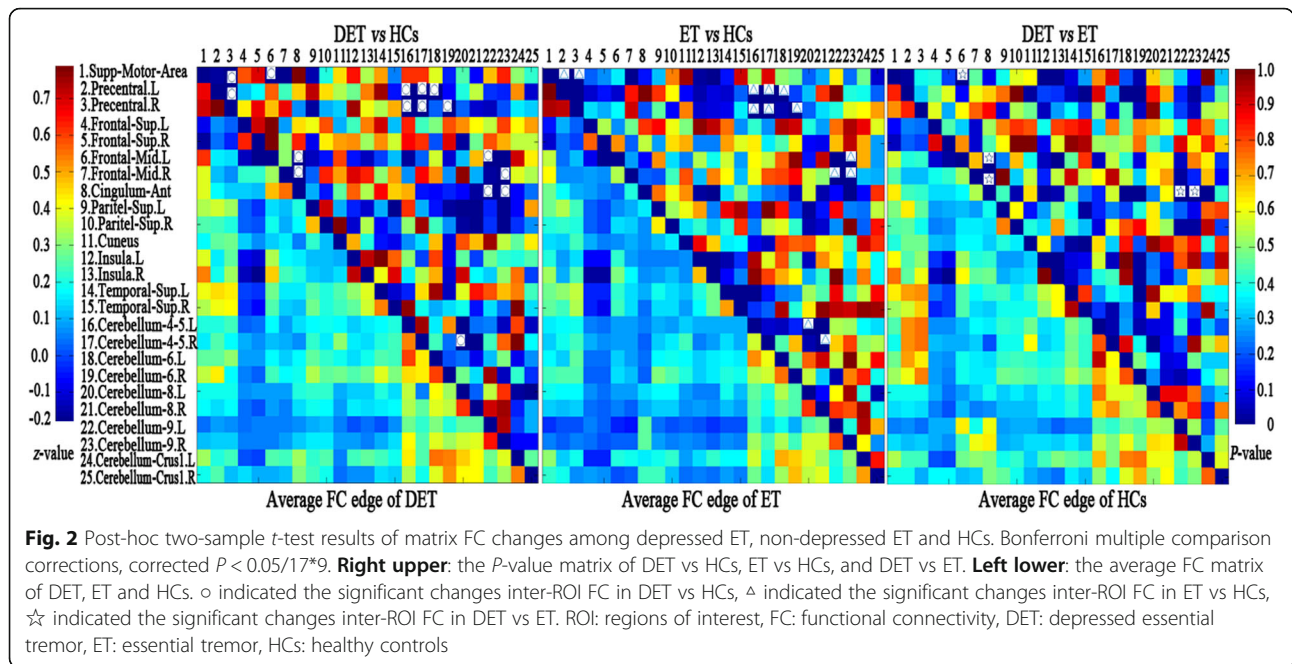 DET vs HCs
ET vs HCs
DET vs ET
1 2 3 4 5 6 7 8 9 10 11 12 13 14 15 16 17 18 19 20 21 22 23 24 25
1 2 3 4 5 6 7 8 9 10 11 12 13 14 15 16 17 18 19 20 21 22 23 24 25
1 2 3 4 5 6 7 8 9 10 11 12 13 14 15 16 17 18 19 20 21 22 23 24 25
1.Supp-Motor-Area
2.Precentral.L
3.Precentral.R
4.Frontal-Sup.L
5.Frontal-Sup.R
6.Frontal-Mid.L
7.Frontal-Mid.R
8.Cingulum-Ant
9.Paritel-Sup.L
10.Paritel-Sup.R
11.Cuneus
12.Insula.L
13.Insula.R
14.Temporal-Sup.L
15.Temporal-Sup.R
16.Cerebellum-4-5.L
17.Cerebellum-4-5.R
18.Cerebellum-6.L
19.Cerebellum-6.R
20.Cerebellum-8.L
21.Cerebellum-8.R
22.Cerebellum-9.L
23.Cerebellum-9.R
24.Cerebellum-Crus1.L
25.Cerebellum-Crus1.R
0.7
0.6
0.5
0.4
0.3
0.2
0.1
0.0
-0.1
-0.2
z-value
1.0
0.9
0.8
0.7
0.6
0.5
0.4
0.3
0.2
0.1
0
P-value
Average FC edge of DET
Average FC edge of ET
Average FC edge of HCs
Fig. 2 Post-hoc two-sample t-test results of matrix FC changes among depressed ET, non-depressed ET and HCs. Bonferroni multiple comparison
corrections, corrected P < 0.05/17*9. Right upper: the P-value matrix of DET vs HCs, ET vs HCs, and DET vs ET. Left lower: the average FC matrix
of DET, ET and HCs. ○ indicated the significant changes inter-ROI FC in DET vs HCs, △ indicated the significant changes inter-ROI FC in ET vs HCs,
☆ indicated the significant changes inter-ROI FC in DET vs ET. ROI: regions of interest, FC: functional connectivity, DET: depressed essential
tremor, ET: essential tremor, HCs: healthy controls